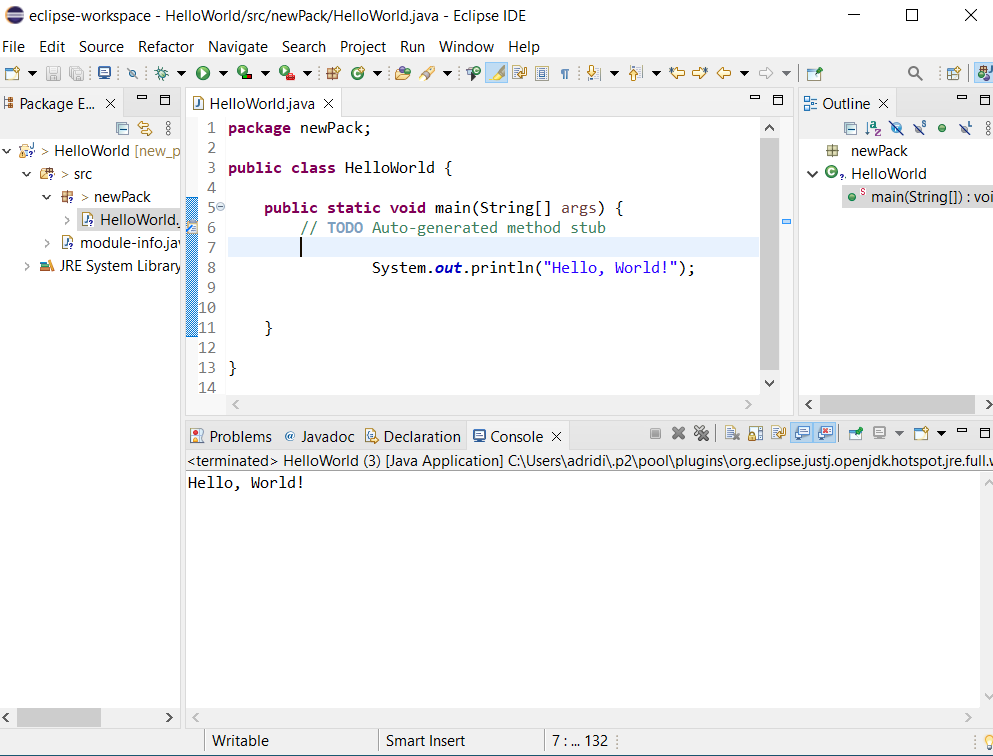 eclipse-workspace - HelloWorld/src/newPack/HelloWorld.java - Eclipse IDE
File Edit Source Refactor Navigate Search Project Run Window Help
Package E...
> HelloWorld [new_p
> src
> newPack
HelloWorld.
module-info.jav
JRE System Library
HelloWorld.java
1 package newPack;
2
3 public class HelloWorld {
4
5 public static void main(String[] args) {
6 // TODO Auto-generated method stub
7
8 System.out.println("Hello, World!");
9
10
11 }
12
13 }
14
Outline
newPack
HelloWorld
main(String[]) : voi
Problems @ Javadoc Declaration Console
<terminated> HelloWorld (3) [Java Application] C:\Users\adridi\.p2\pool\plugins\org.eclipse.justj.openjdk.hotspot.jre.full.w
Hello, World!
Writable Smart Insert 7 : ... 132